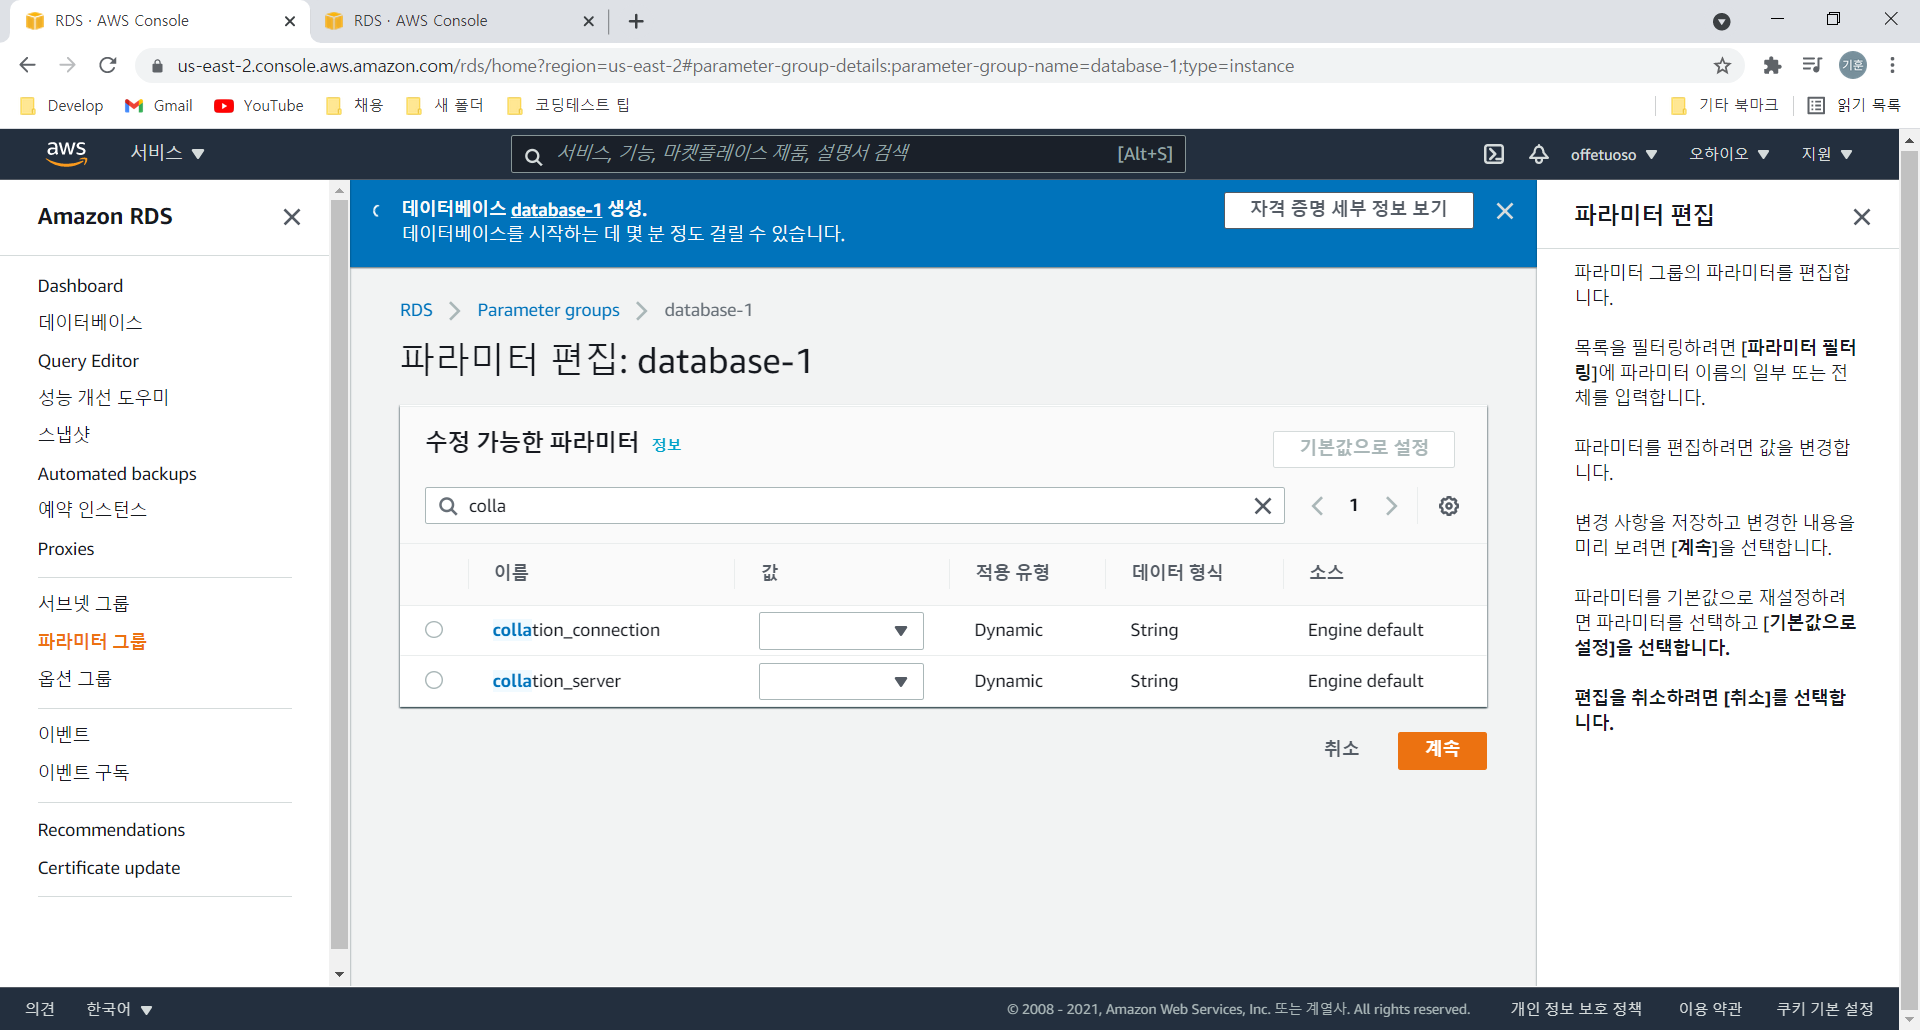 RDS · AWS Console
RDS · AWS Console
us-east-2.console.aws.amazon.com/rds/home?region=us-east-2#parameter-group-details:parameter-group-name=database-1;type=instance
기훈
Develop
Gmail
YouTube
채용
새 폴더
코딩테스트 팁
기타 북마크
읽기 목록
aws
서비스
서비스, 기능, 마켓플레이스 제품, 설명서 검색
[Alt+S]
offetuoso
오하이오
지원
Amazon RDS
Dashboard
데이터베이스
Query Editor
성능 개선 도우미
스냅샷
Automated backups
예약 인스턴스
Proxies
서브넷 그룹
파라미터 그룹
옵션 그룹
이벤트
이벤트 구독
Recommendations
Certificate update
데이터베이스 database-1 생성.
데이터베이스를 시작하는 데 몇 분 정도 걸릴 수 있습니다.
자격 증명 세부 정보 보기
RDS
Parameter groups
database-1
파라미터 편집: database-1
수정 가능한 파라미터 정보
기본값으로 설정
colla
1
이름
값
적용 유형
데이터 형식
소스
collation_connection
Dynamic
String
Engine default
collation_server
Dynamic
String
Engine default
취소
계속
파라미터 편집
파라미터 그룹의 파라미터를 편집합
니다.
목록을 필터링하려면 [파라미터 필터
링]에 파라미터 이름의 일부 또는 전
체를 입력합니다.
파라미터를 편집하려면 값을 변경합
니다.
변경 사항을 저장하고 변경한 내용을
미리 보려면 [계속]을 선택합니다.
파라미터를 기본값으로 재설정하려
면 파라미터를 선택하고 [기본값으로
설정]을 선택합니다.
편집을 취소하려면 [취소]를 선택합
니다.
의견
한국어
© 2008 - 2021, Amazon Web Services, Inc. 또는 계열사. All rights reserved.
개인 정보 보호 정책
이용 약관
쿠키 기본 설정